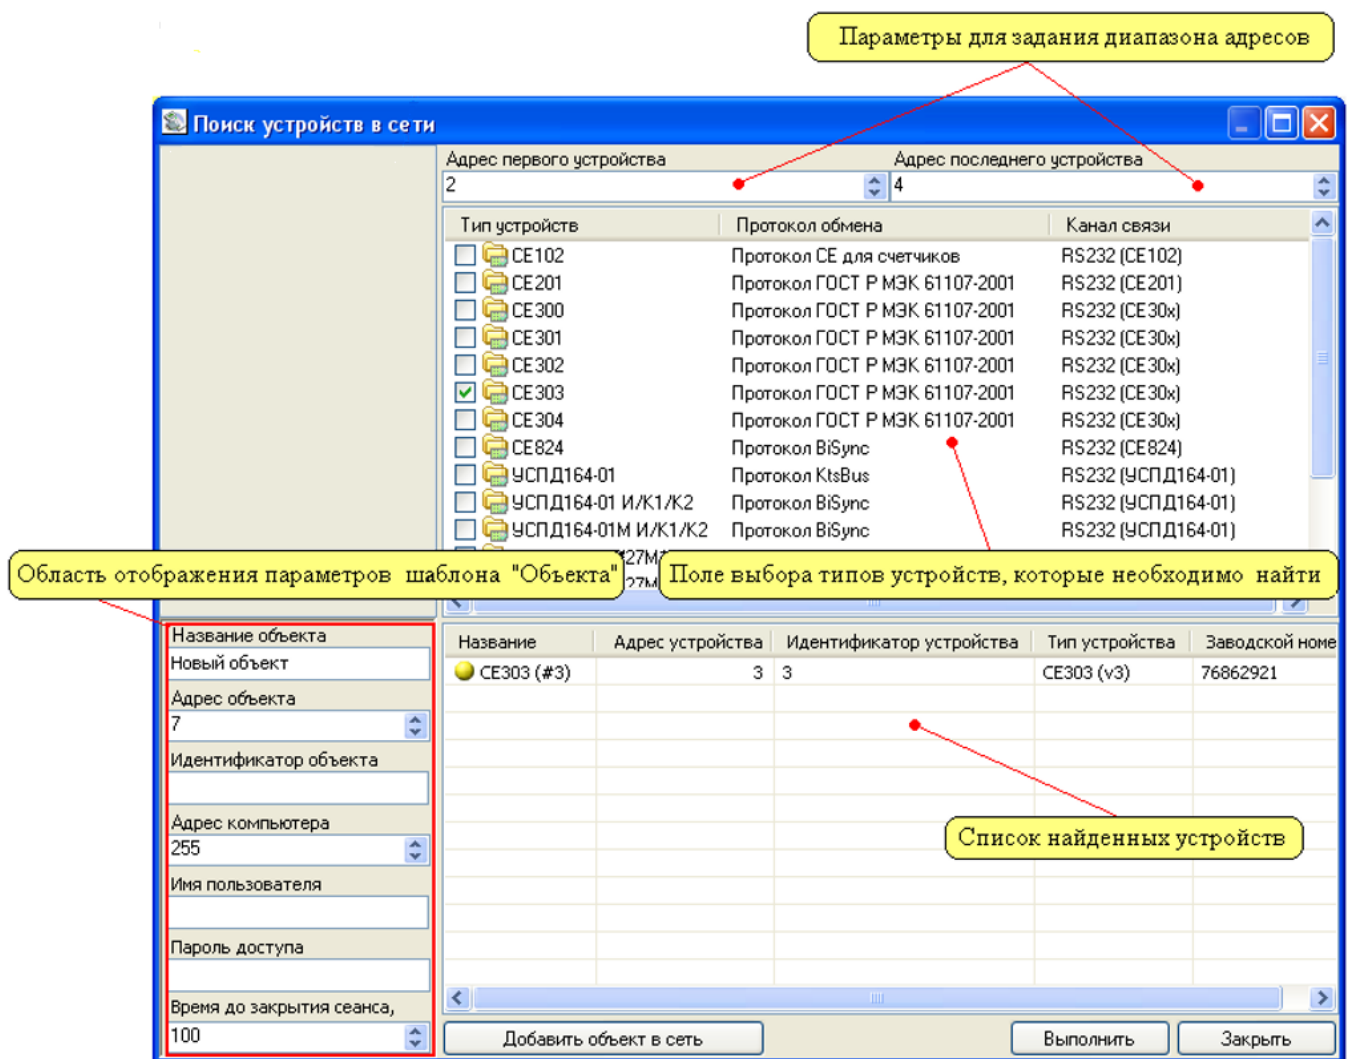 Параметры для задания диапазона адресов
Поиск устройств в сети
Адрес первого устройства Адрес последнего устройства
2 4
Тип устройств Протокол обмена Канал связи
CE102 Протокол CE для счетчиков RS232 (CE102)
CE201 Протокол ГОСТ Р МЭК 61107-2001 RS232 (CE201)
CE300 Протокол ГОСТ Р МЭК 61107-2001 RS232 (CE30x)
CE301 Протокол ГОСТ Р МЭК 61107-2001 RS232 (CE30x)
CE302 Протокол ГОСТ Р МЭК 61107-2001 RS232 (CE30x)
CE303 Протокол ГОСТ Р МЭК 61107-2001 RS232 (CE30x)
CE304 Протокол ГОСТ Р МЭК 61107-2001 RS232 (CE30x)
CE824 Протокол BiSync RS232 (CE824)
УСПД164-01 Протокол KtsBus RS232 (УСПД164-01)
УСПД164-01 И/К1/К2 Протокол BiSync RS232 (УСПД164-01)
УСПД164-01М И/К1/К2 Протокол BiSync RS232 (УСПД164-01)
Область отображения параметров шаблона "Объекта"
Поле выбора типов устройств, которые необходимо найти
Название объекта
Новый объект
Адрес объекта
7
Идентификатор объекта
Адрес компьютера
255
Имя пользователя
Пароль доступа
Время до закрытия сеанса,
100
Название Адрес устройства Идентификатор устройства Тип устройства Заводской номе
CE303 (#3) 3 3 CE303 (v3) 76862921
Список найденных устройств
Добавить объект в сеть Выполнить Закрыть